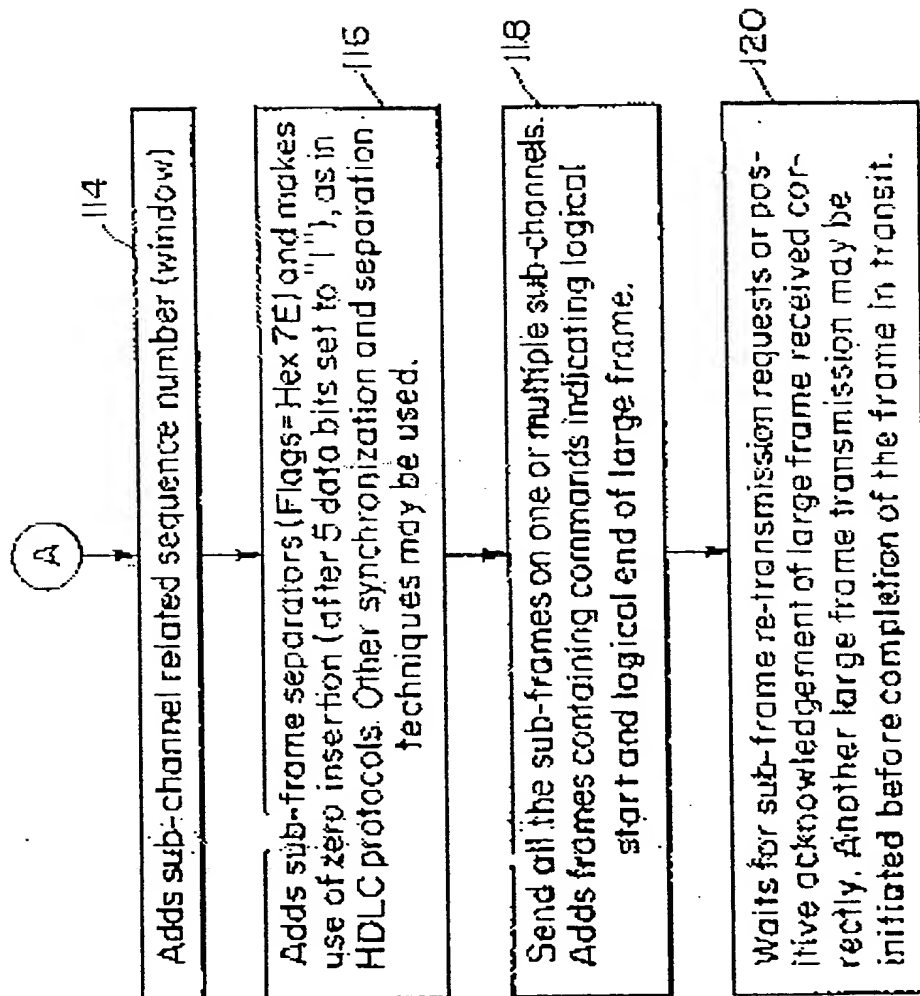 A
114
Adds sub-channel related sequence number (window)
116
Adds sub-frame separators (Flags=Hex 7E) and makes
use of zero insertion (after 5 data bits set to "1"), as in
HDLC protocols. Other synchronization and separation
techniques may be used.
118
Send all the sub-frames on one or multiple sub-channels.
Adds frames containing commands indicating logical
start and logical end of large frame.
120
Waits for sub-frame re-transmission requests or pos-
itive acknowledgement of large frame received cor-
rectly. Another large frame transmission may be
initiated before completion of the frame in transit.